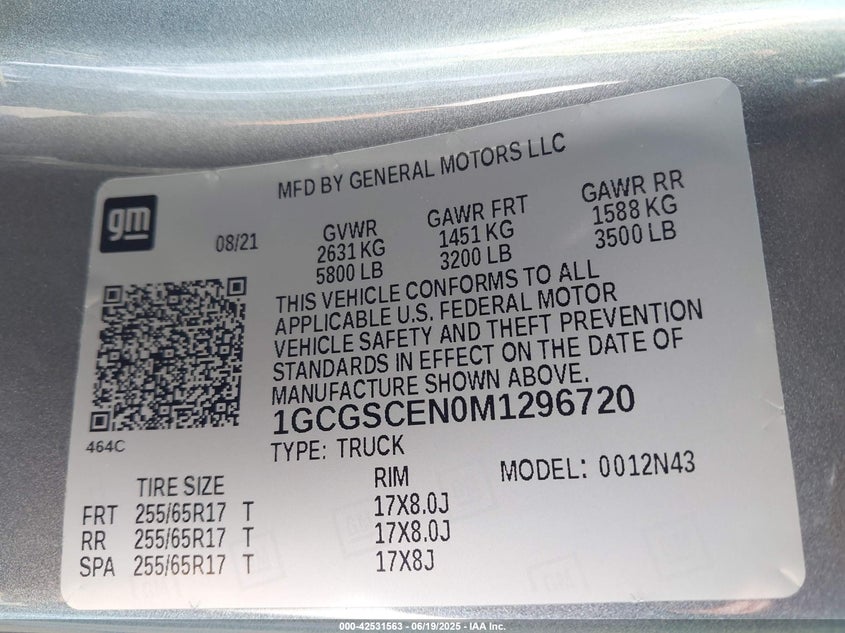 MFD BY GENERAL MOTORS LLC
gm
08/21
GVWR
2631 KG
5800 LB
GAWR FRT
1451 KG
3200 LB
GAWR RR
1588 KG
3500 LB
THIS VEHICLE CONFORMS TO ALL
APPLICABLE U.S. FEDERAL MOTOR
VEHICLE SAFETY AND THEFT PREVENTION
STANDARDS IN EFFECT ON THE DATE OF
MANUFACTURE SHOWN ABOVE.
1GCGSCEN0M1296720
464C
TYPE: TRUCK
MODEL: 0012N43
TIRE SIZE RIM
FRT 255/65R17 T 17X8.0J
RR 255/65R17 T 17X8.0J
SPA 255/65R17 T 17X8J
000-42531563 - 06/19/2025 - IAA Inc.